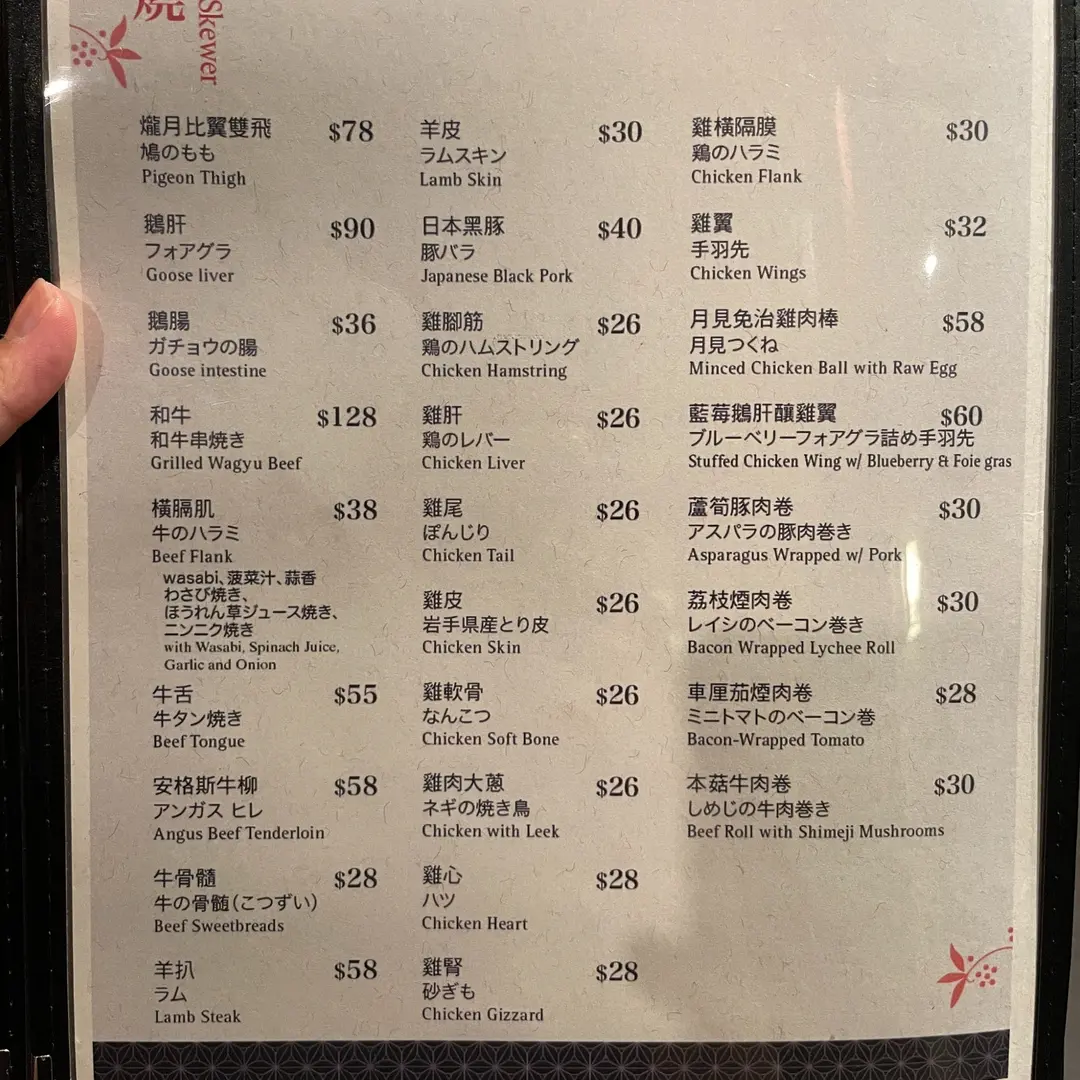 燒
Skewer
爖月比翼雙飛 $78
鳩のもも
Pigeon Thigh
鵝肝 $90
フォアグラ
Goose liver
鵝腸 $36
ガチョウの腸
Goose intestine
和牛 $128
和牛串焼き
Grilled Wagyu Beef
橫膈肌 $38
牛のハラミ
Beef Flank
wasabi、菠菜汁、蒜香
わさび焼き、
ほうれん草ジュース焼き、
ニンニク焼き
with Wasabi, Spinach Juice,
Garlic and Onion
牛舌 $55
牛タン焼き
Beef Tongue
安格斯牛柳 $58
アンガス ヒレ
Angus Beef Tenderloin
牛骨髓 $28
牛の骨髄(こつずい)
Beef Sweetbreads
羊扒 $58
ラム
Lamb Steak
羊皮 $30
ラムスキン
Lamb Skin
日本黑豚 $40
豚バラ
Japanese Black Pork
雞腳筋 $26
鶏のハムストリング
Chicken Hamstring
雞肝 $26
鶏のレバー
Chicken Liver
雞尾 $26
ぽんじり
Chicken Tail
雞皮 $26
岩手県産とり皮
Chicken Skin
雞軟骨 $26
なんこつ
Chicken Soft Bone
雞肉大蔥 $26
ネギの焼き鳥
Chicken with Leek
雞心 $28
ハツ
Chicken Heart
雞腎 $28
砂ぎも
Chicken Gizzard
雞橫隔膜 $30
鶏のハラミ
Chicken Flank
雞翼 $32
手羽先
Chicken Wings
月見免治雞肉棒 $58
月見つくね
Minced Chicken Ball with Raw Egg
藍莓鵝肝釀雞翼 $60
ブルーベリーフォアグラ詰め手羽先
Stuffed Chicken Wing w/ Blueberry & Foie gras
蘆筍豚肉卷 $30
アスパラの豚肉巻き
Asparagus Wrapped w/ Pork
荔枝煙肉卷 $30
レイシのベーコン巻き
Bacon Wrapped Lychee Roll
車厘茄煙肉卷 $28
ミニトマトのベーコン巻
Bacon-Wrapped Tomato
本菇牛肉卷 $30
しめじの牛肉巻き
Beef Roll with Shimeji Mushrooms